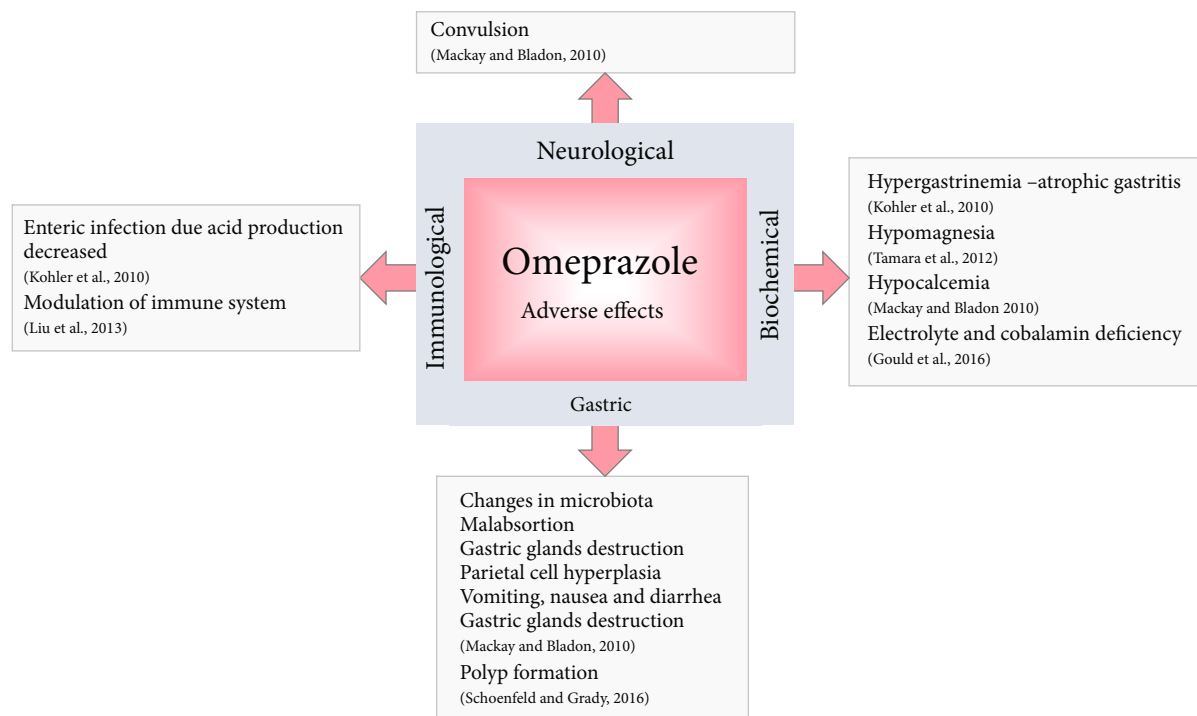 Convulsion
(Mackay and Bladon, 2010)
Neurological
Immunological
Omeprazole
Adverse effects
Biochemical
Gastric
Enteric infection due acid production
decreased
(Kohler et al., 2010)
Modulation of immune system
(Liu et al., 2013)
Hypergastrinemia –atrophic gastritis
(Kohler et al., 2010)
Hypomagnesia
(Tamara et al., 2012)
Hypocalcemia
(Mackay and Bladon 2010)
Electrolyte and cobalamin deficiency
(Gould et al., 2016)
Changes in microbiota
Malabsortion
Gastric glands destruction
Parietal cell hyperplasia
Vomiting, nausea and diarrhea
Gastric glands destruction
(Mackay and Bladon, 2010)
Polyp formation
(Schoenfeld and Grady, 2016)